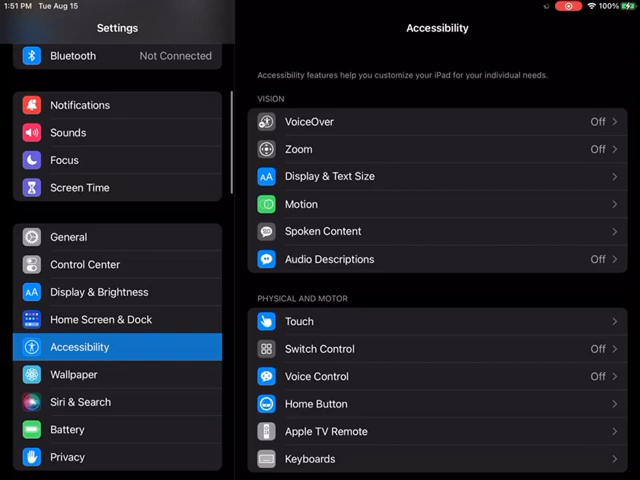 1:51 PM Tue Aug 15
100%
Settings
Bluetooth Not Connected
Notifications
Sounds
Focus
Screen Time
General
Control Center
Display & Brightness
Home Screen & Dock
Accessibility
Wallpaper
Siri & Search
Battery
Privacy
Accessibility
Accessibility features help you customize your iPad for your individual needs.
VISION
VoiceOver Off
Zoom Off
Display & Text Size
Motion
Spoken Content
Audio Descriptions Off
PHYSICAL AND MOTOR
Touch
Switch Control Off
Voice Control Off
Home Button
Apple TV Remote
Keyboards